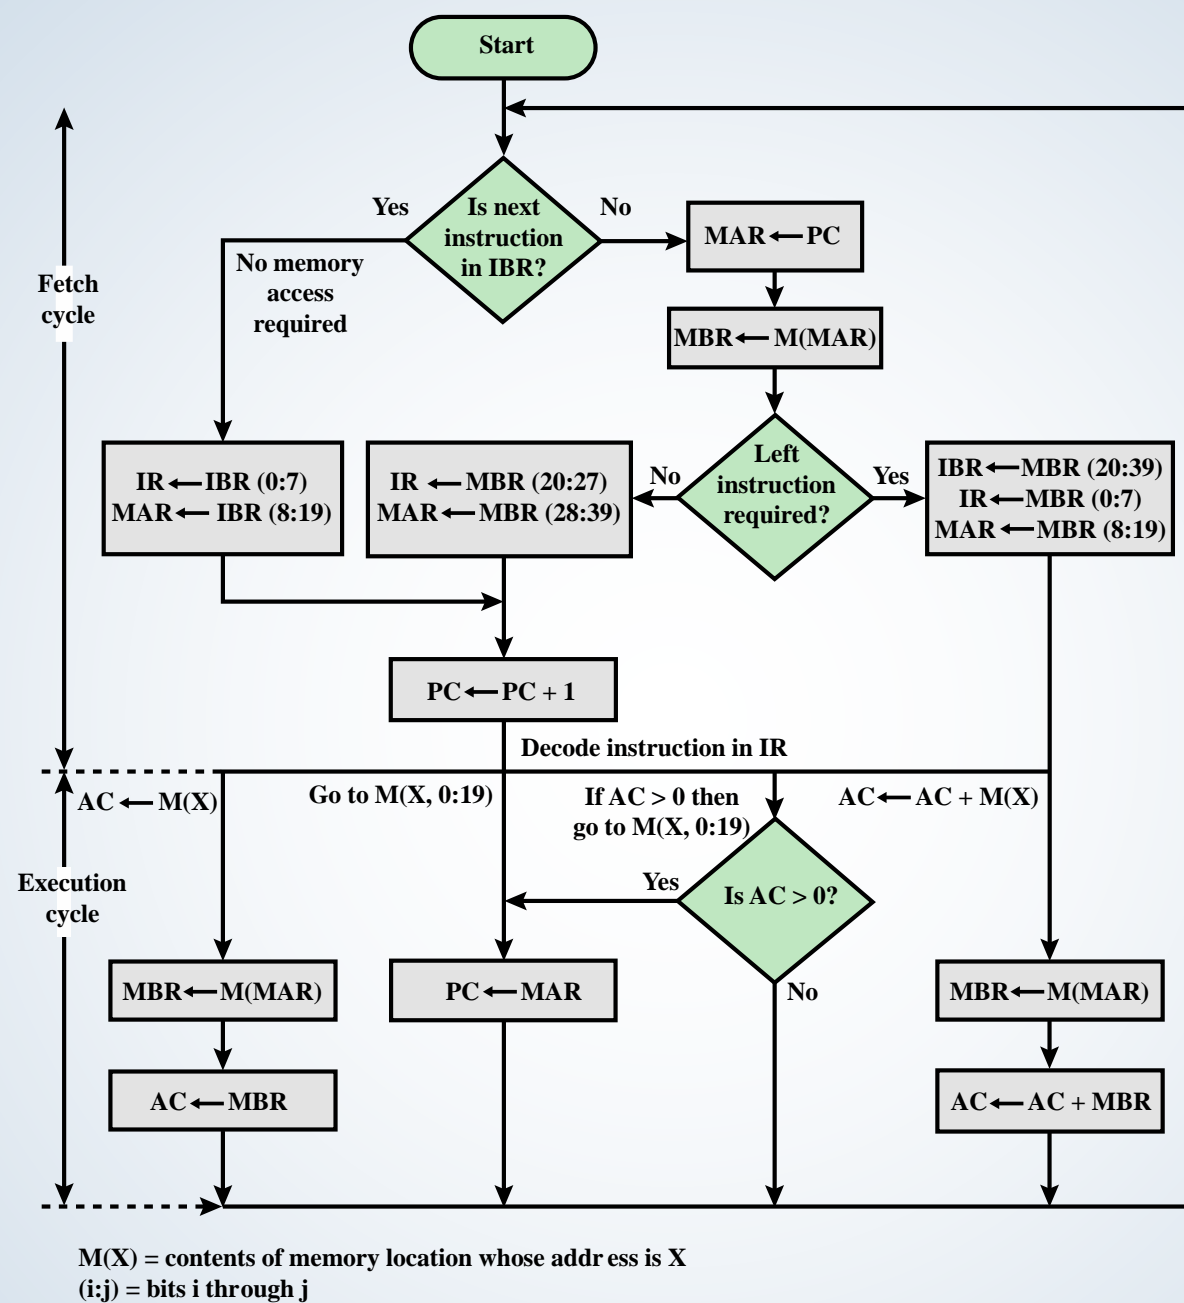 Start
Yes
Is next
instruction
in IBR?
No
MAR ← PC
No memory
access
required
MBR ← M(MAR)
Fetch
cycle
IR ← IBR (0:7)
MAR ← IBR (8:19)
IR ← MBR (20:27)
MAR ← MBR (28:39)
No
Left
instruction
required?
Yes
IBR ← MBR (20:39)
IR ← MBR (0:7)
MAR ← MBR (8:19)
PC ← PC + 1
Decode instruction in IR
AC ← M(X)
Go to M(X, 0:19)
If AC > 0 then
go to M(X, 0:19)
AC ← AC + M(X)
Execution
cycle
Yes
Is AC > 0?
No
MBR ← M(MAR)
PC ← MAR
MBR ← M(MAR)
AC ← MBR
AC ← AC + MBR
M(X) = contents of memory location whose addr ess is X
(i:j) = bits i through j